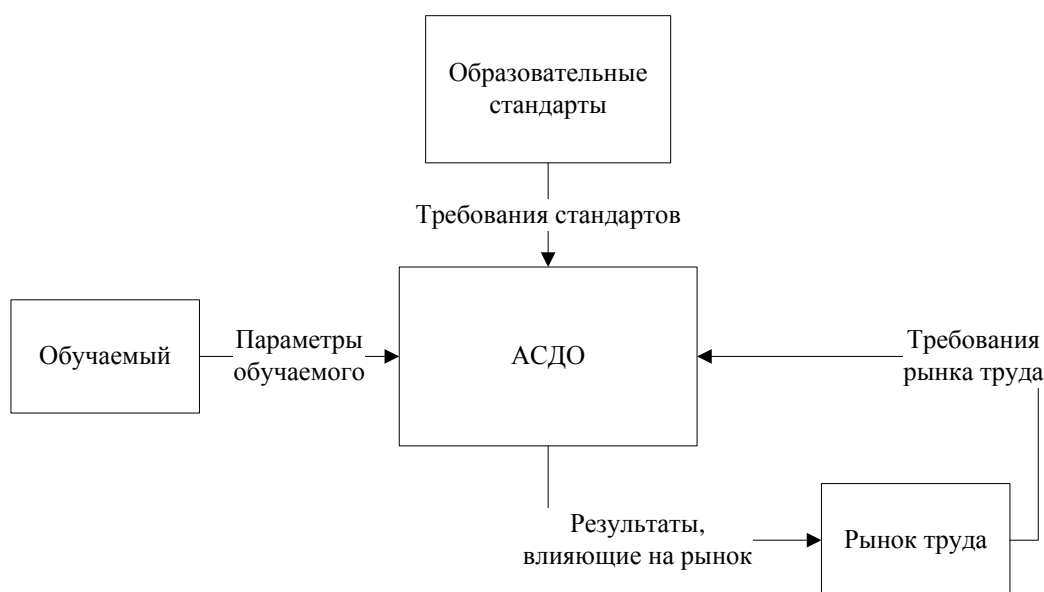 Образовательные
стандарты
Требования стандартов
Обучаемый
Параметры
обучаемого
АСДО
Требования
рынка труда
Результаты,
влияющие на рынок
Рынок труда